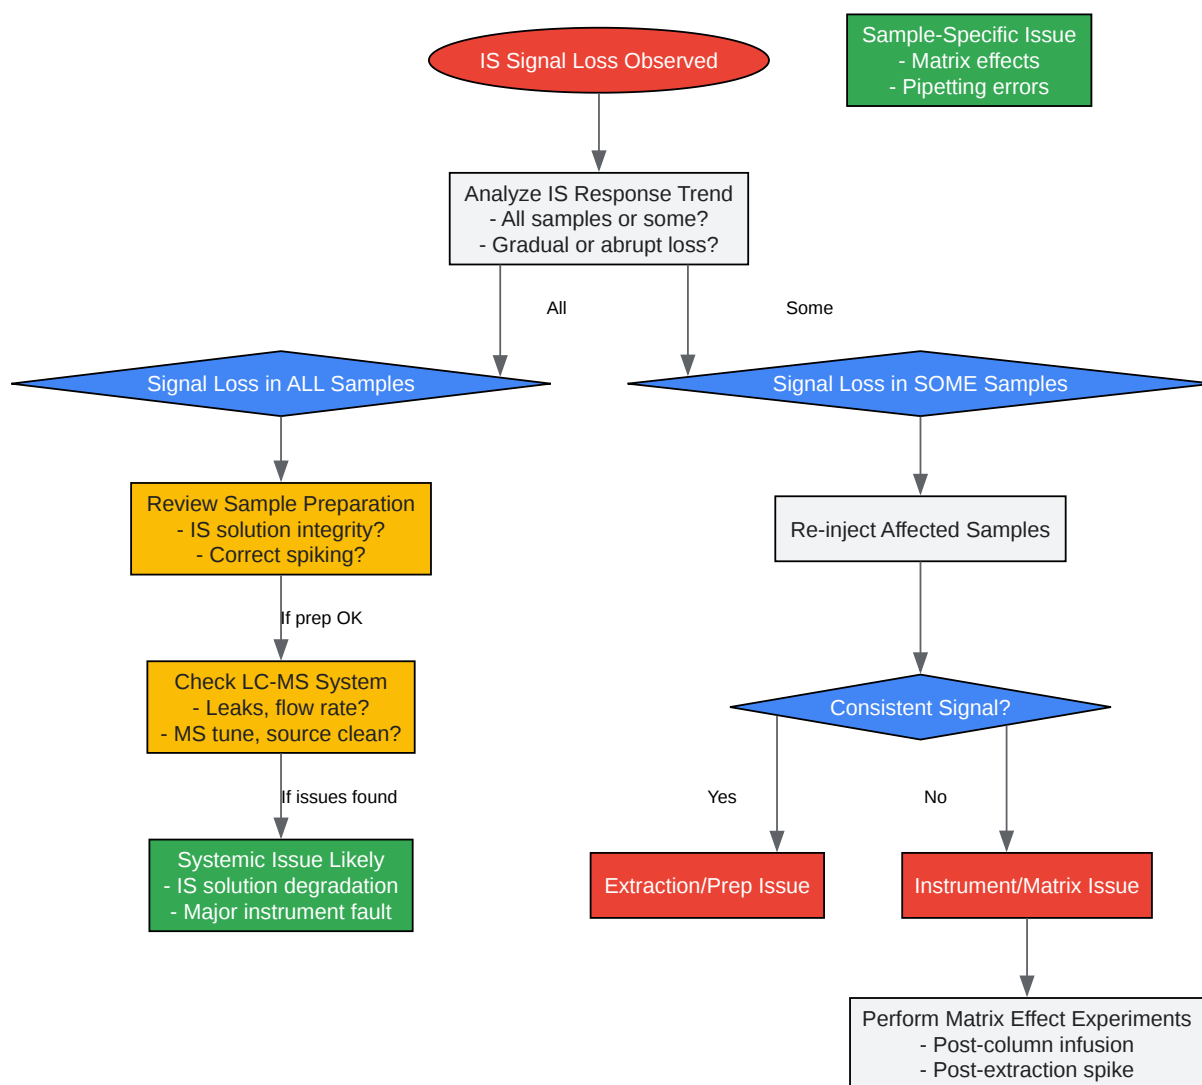 IS Signal Loss Observed
Sample-Specific Issue
- Matrix effects
- Pipetting errors
Analyze IS Response Trend
- All samples or some?
- Gradual or abrupt loss?
All
Some
Signal Loss in ALL Samples
Signal Loss in SOME Samples
Review Sample Preparation
- IS solution integrity?
- Correct spiking?
Re-inject Affected Samples
If prep OK
Check LC-MS System
- Leaks, flow rate?
- MS tune, source clean?
Consistent Signal?
If issues found
Yes
No
Systemic Issue Likely
- IS solution degradation
- Major instrument fault
Extraction/Prep Issue
Instrument/Matrix Issue
Perform Matrix Effect Experiments
- Post-column infusion
- Post-extraction spike